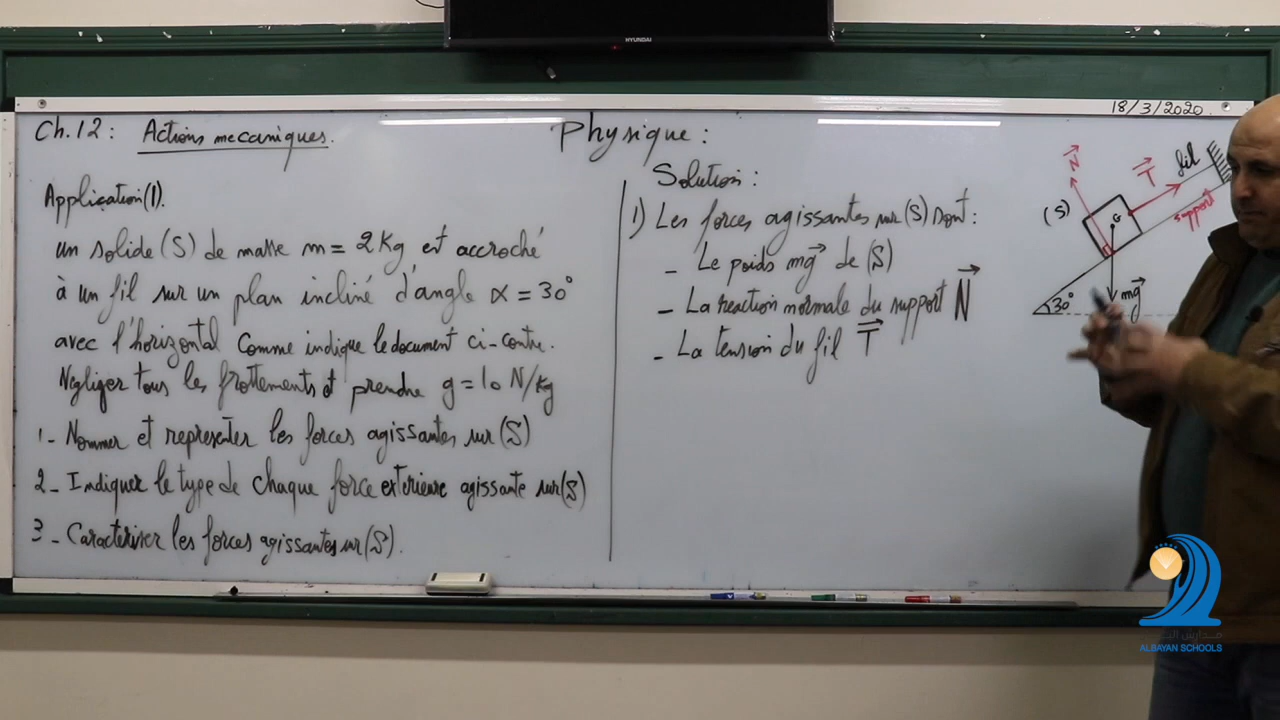 HYUNDAI
18/3/2020
Ch.12: Actions mecaniques.
Physique:
Application(1).
un solide (S) de masse m = 2 Kg est accroché
à un fil sur un plan incliné d'angle α = 30°
avec l'horizontal comme indique le document ci-contre.
Negliger tous les frottements et prendre g = 10 N/kg
1- Nommer et representer les forces agissantes sur (S)
2- Indiquer le type de chaque force exterieure agissante sur (S)
3- Caracteriser les forces agissantes sur (S).
Solution:
1) Les forces agissantes sur (S) Dont:
- Le poids mg⃗ de (S)
- La reaction normale du support N⃗
- La tension du fil T⃗
N⃗
T⃗
fil
support
(S)
G
30°
mg⃗
ALBAYAN SCHOOLS